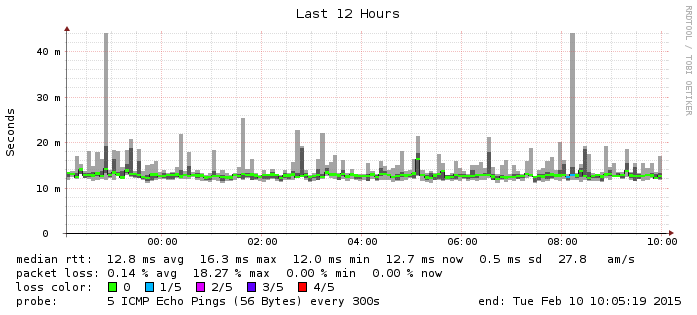 Last 12 Hours
RRDTOOL / TOBI OETIKER
Seconds
40 m
30 m
20 m
10 m
0
00:00 02:00 04:00 06:00 08:00 10:00
median rtt: 12.8 ms avg 16.3 ms max 12.0 ms min 12.7 ms now 0.5 ms sd 27.8 am/s
packet loss: 0.14 % avg 18.27 % max 0.00 % min 0.00 % now
loss color: 0 1/5 2/5 3/5 4/5
probe: 5 ICMP Echo Pings (56 Bytes) every 300s end: Tue Feb 10 10:05:19 2015